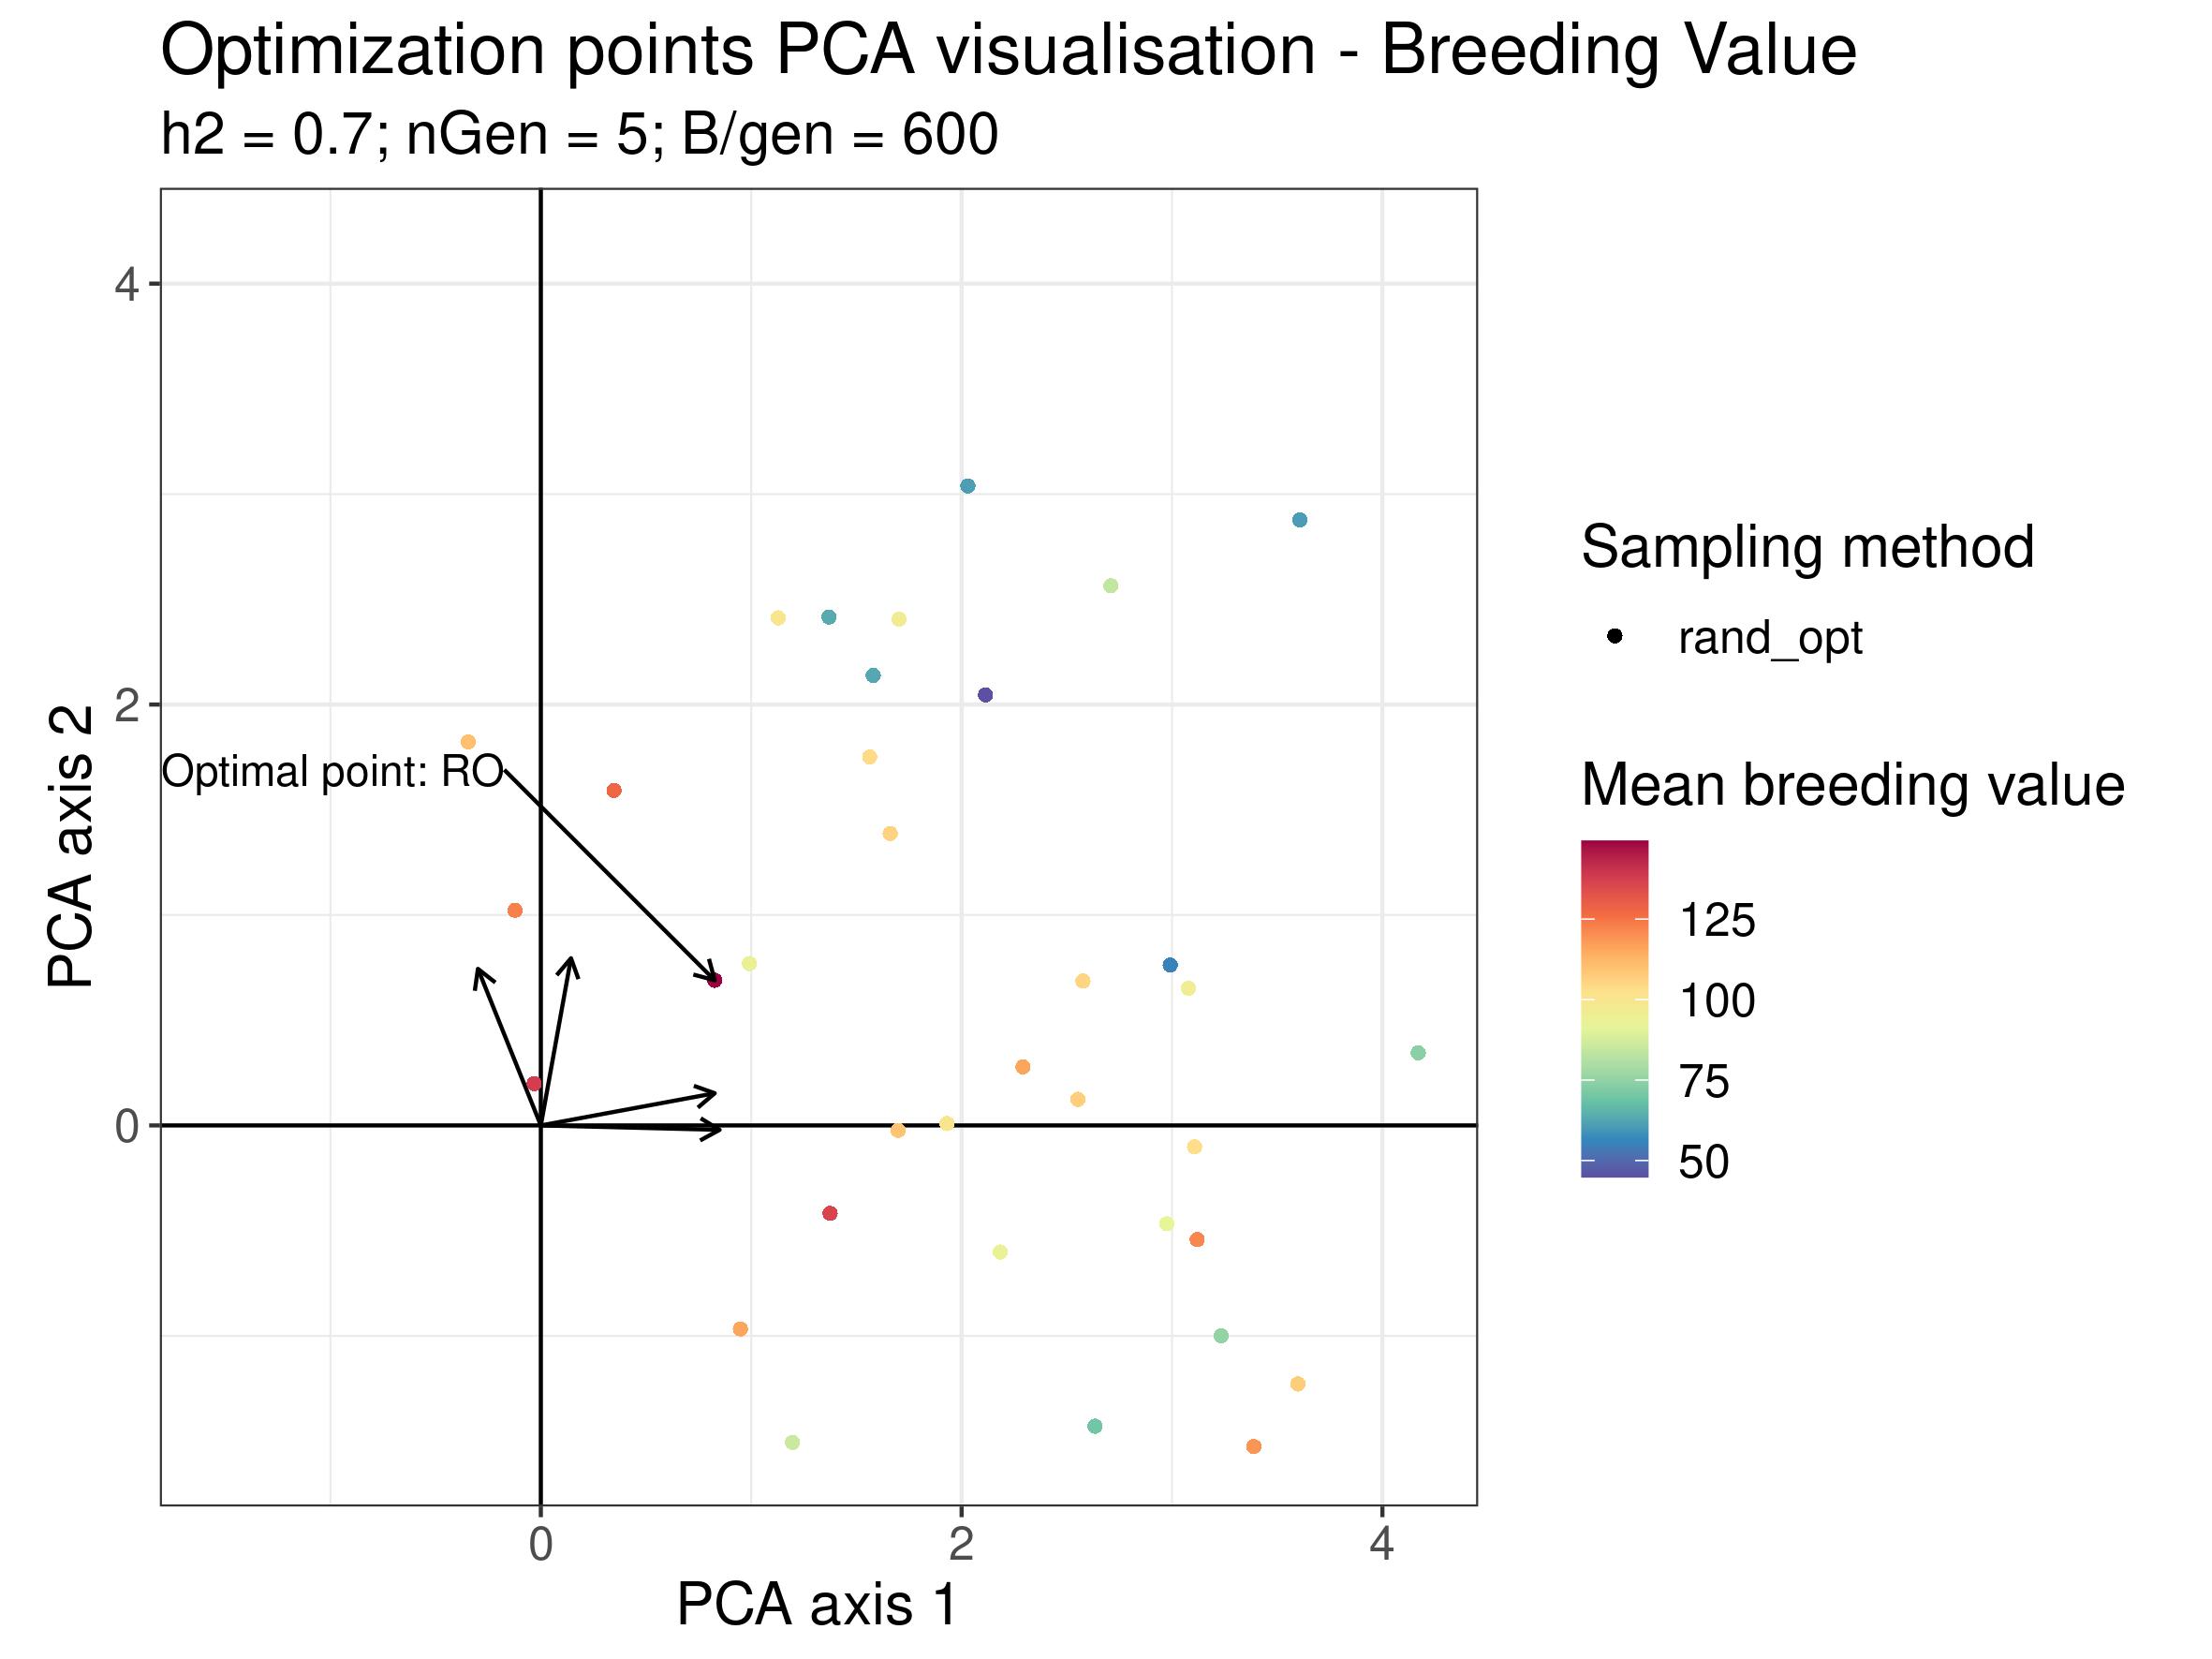 Optimization points PCA visualisation - Breeding Value
h2 = 0.7; nGen = 5; B/gen = 600
4
2
0
PCA axis 2
Optimal point: RO
0
2
4
PCA axis 1
Sampling method
rand_opt
Mean breeding value
125
100
75
50